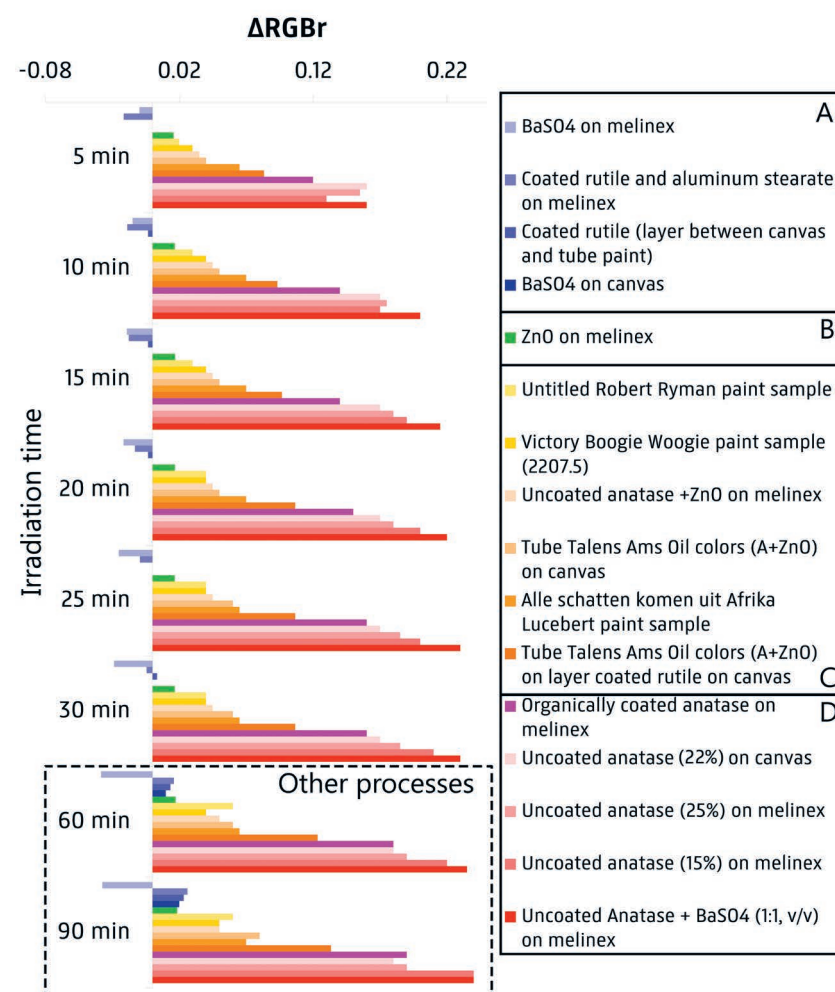 ΔRGBr
-0.08 0.02 0.12 0.22
Irradiation time
5 min
10 min
15 min
20 min
25 min
30 min
Other processes
60 min
90 min
A
BaSO4 on melinex
Coated rutile and aluminum stearate
on melinex
Coated rutile (layer between canvas
and tube paint)
BaSO4 on canvas
B
ZnO on melinex
Untitled Robert Ryman paint sample
Victory Boogie Woogie paint sample
(2207.5)
Uncoated anatase +ZnO on melinex
Tube Talens Ams Oil colors (A+ZnO)
on canvas
Alle schatten komen uit Afrika
Lucebert paint sample
Tube Talens Ams Oil colors (A+ZnO)
on layer coated rutile on canvas
C
D
Organically coated anatase on
melinex
Uncoated anatase (22%) on canvas
Uncoated anatase (25%) on melinex
Uncoated anatase (15%) on melinex
Uncoated Anatase + BaSO4 (1:1, v/v)
on melinex